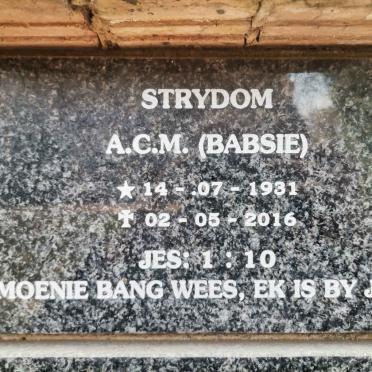 STRYDOM
A.C.M. (BABSIE)
★ 14 - .07 - 1931
✝ 02 - 05 - 2016
JES: 1 : 10
MOENIE BANG WEES, EK IS BY J